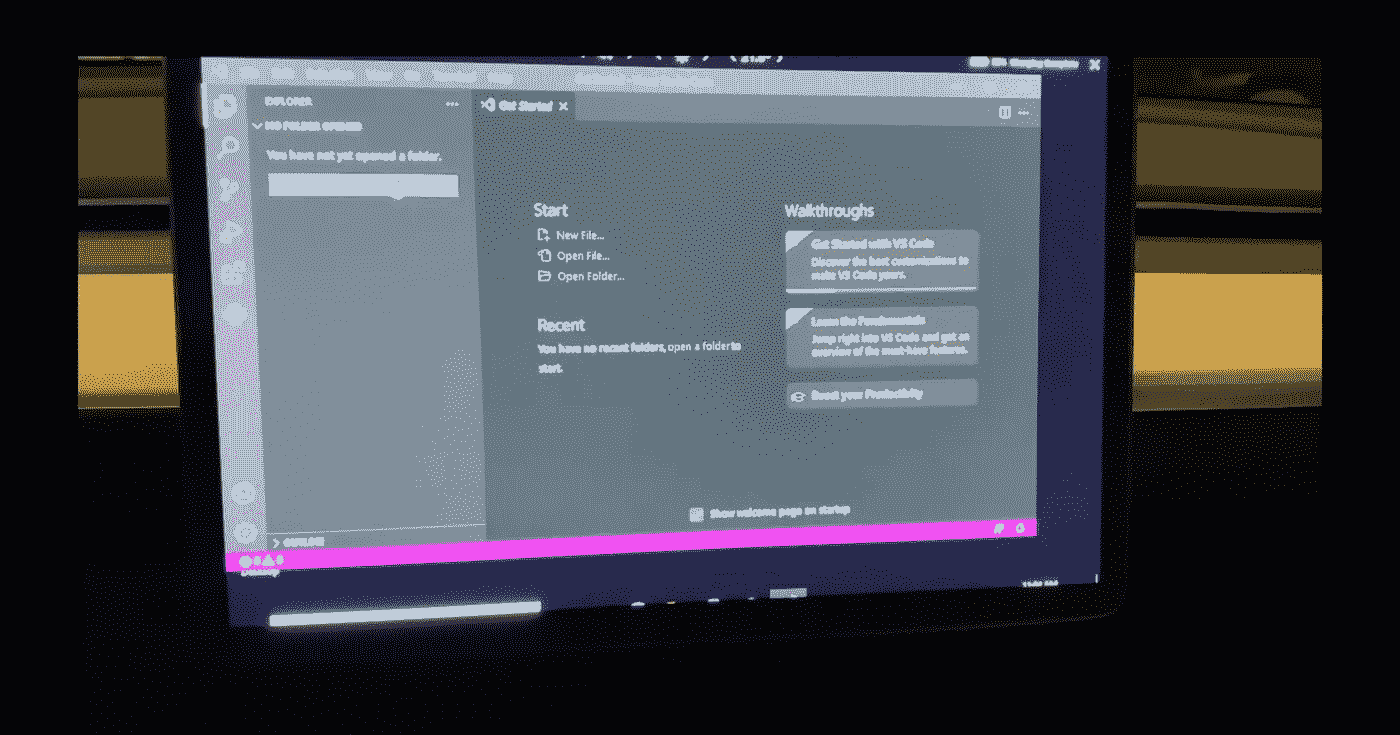 EXPLORER
Get Started
NO FOLDER OPENED
You have not yet opened a folder.
Start
New File...
Open File...
Open Folder...
Recent
You have no recent folders, open a folder to
start.
Walkthroughs
Get Started with VS Code
Discover the best customizations to
make VS Code yours.
Learn the Fundamentals
Jump right into VS Code and get an
overview of the must-have features.
Boost your Productivity
Show welcome page on startup
OUTLINE